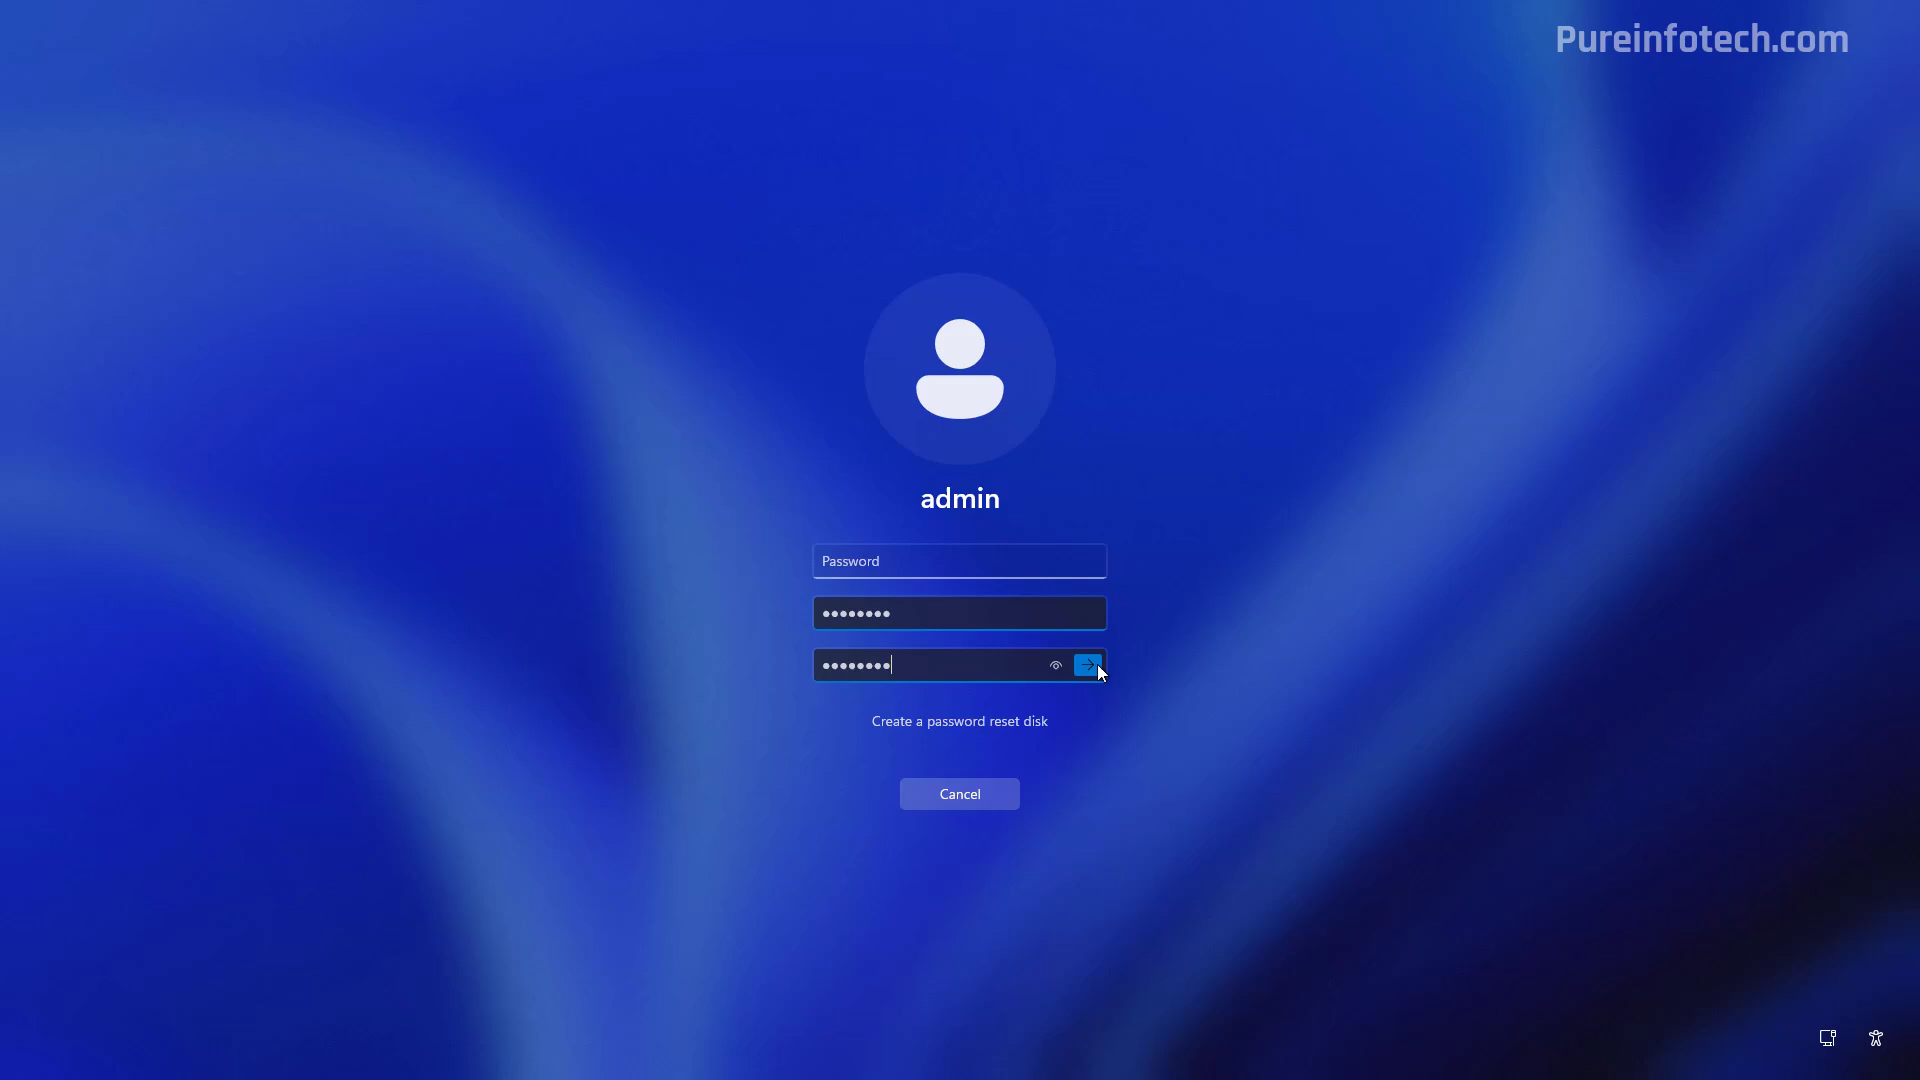 Pureinfotech.com
admin
Password
••••••••
••••••••
Create a password reset disk
Cancel